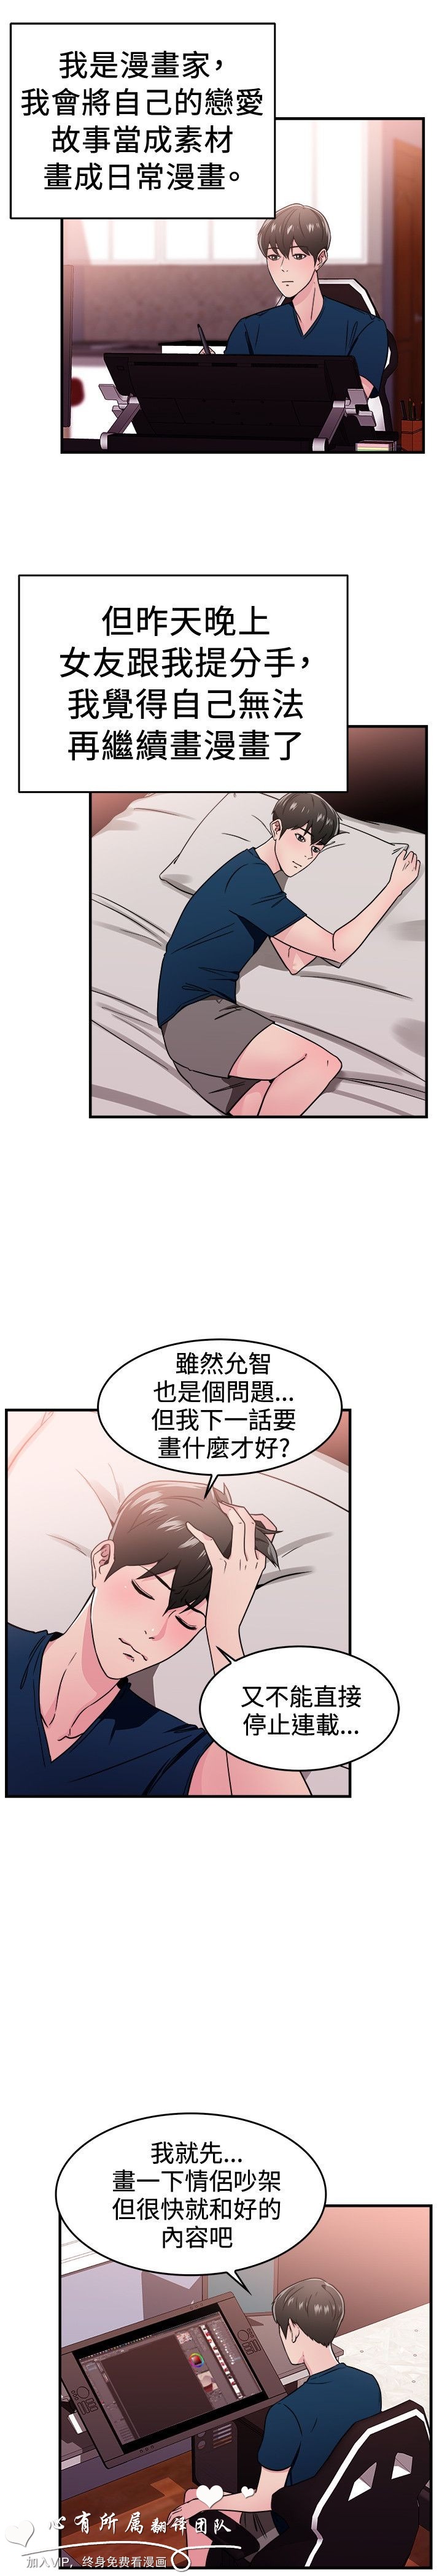 我是漫畫家，
我會將自己的戀愛
故事當成素材
畫成日常漫畫。
但昨天晚上
女友跟我提分手，
我覺得自己無法
再繼續畫漫畫了
雖然允智
也是個問題...
但我下一話要
畫什麼才好?
又不能直接
停止連載...
我就先...
畫一下情侶吵架
但很快就和好的
內容吧
心有所属翻译团队
加入VIP，终身免费看漫画